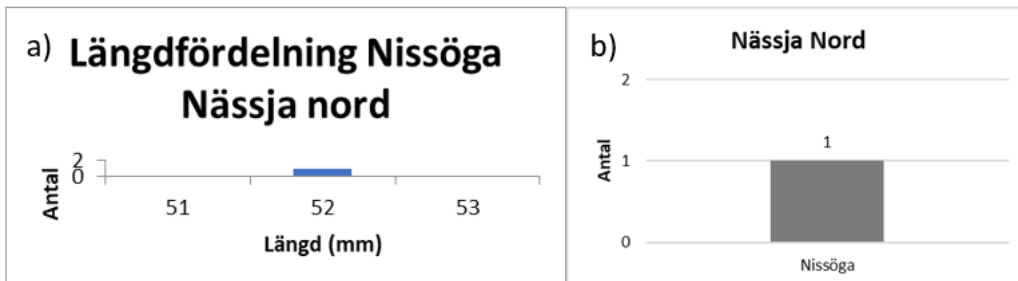 a) Längdfördelning Nissöga
Nässja nord
Antal
2
0
51 52 53
Längd (mm)
b) Nässja Nord
Antal
2
1
0
1
Nissöga